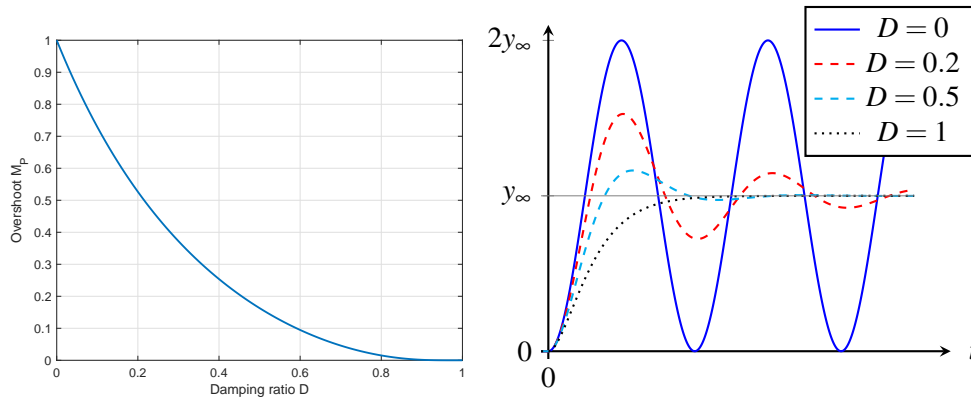 1
0.9
0.8
0.7
0.6
0.5
0.4
0.3
0.2
0.1
0
Overshoot M_P
0 0.2 0.4 0.6 0.8 1
Damping ratio D
2y∞
y∞
0
0
D = 0
D = 0.2
D = 0.5
D = 1